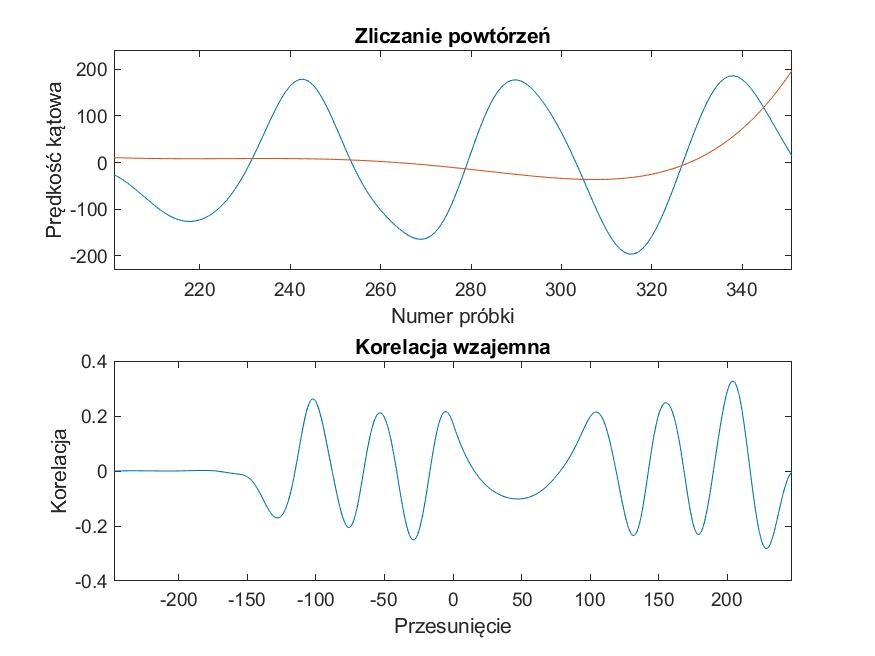 Zliczanie powtórzeń
200
100
0
-100
-200
Prędkość kątowa
220 240 260 280 300 320 340
Numer próbki
Korelacja wzajemna
0.4
0.2
0
-0.2
-0.4
Korelacja
-200 -150 -100 -50 0 50 100 150 200
Przesunięcie